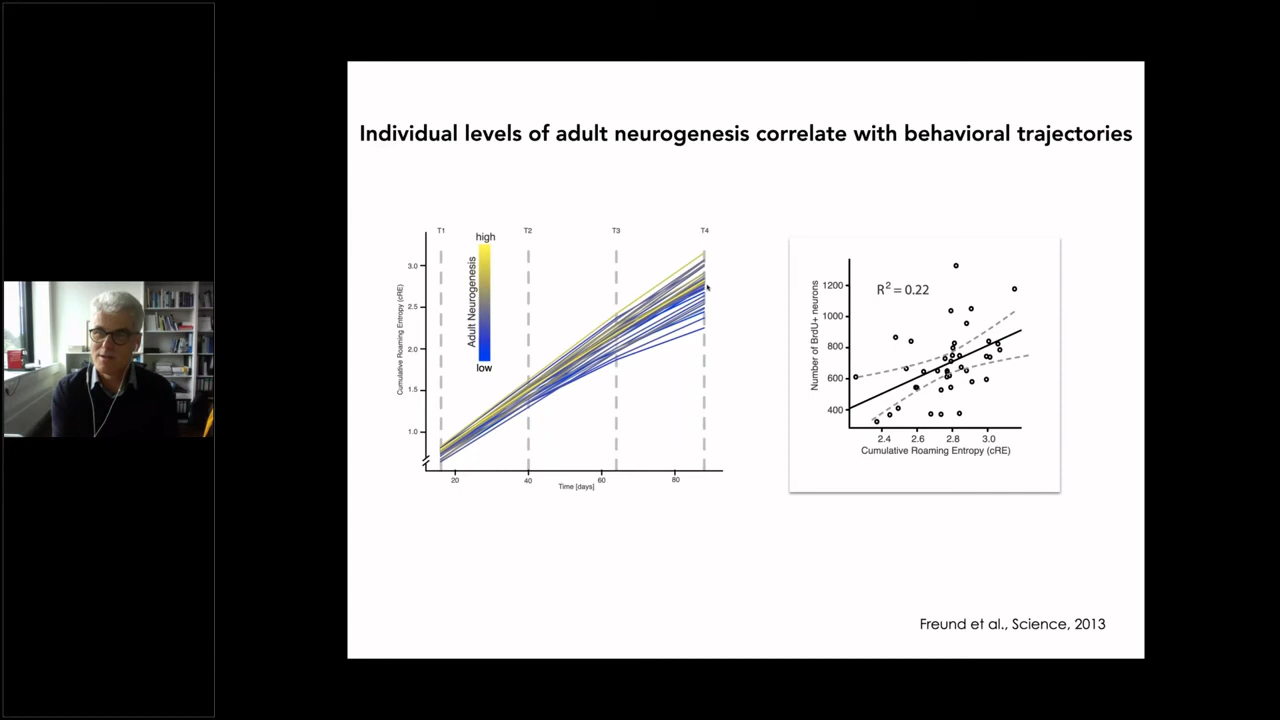 Individual levels of adult neurogenesis correlate with behavioral trajectories
T1 T2 T3 T4
high
Adult Neurogenesis
low
Cumulative Roaming Entropy (cRE)
3.0
2.5
2.0
1.5
1.0
20 40 60 80
Time [days]
R² = 0.22
Number of BrdU+ neurons
1200
1000
800
600
400
2.4 2.6 2.8 3.0
Cumulative Roaming Entropy (cRE)
Freund et al., Science, 2013